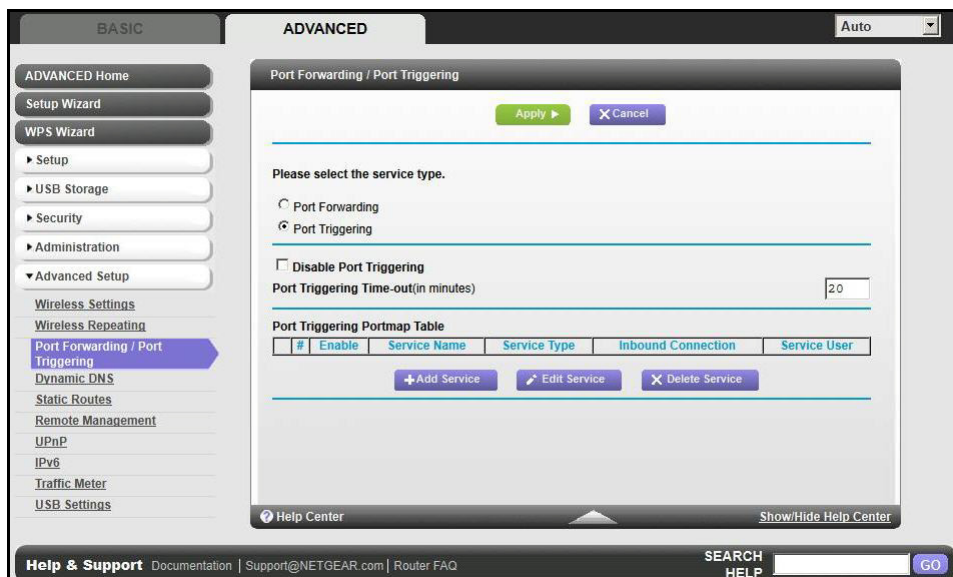 BASIC
ADVANCED
Auto
ADVANCED Home
Setup Wizard
WPS Wizard
Setup
USB Storage
Security
Administration
Advanced Setup
Wireless Settings
Wireless Repeating
Port Forwarding / Port
Triggering
Dynamic DNS
Static Routes
Remote Management
UPnP
IPv6
Traffic Meter
USB Settings
Port Forwarding / Port Triggering
Apply
Cancel
Please select the service type.
Port Forwarding
Port Triggering
Disable Port Triggering
Port Triggering Time-out(in minutes) 20
Port Triggering Portmap Table
# Enable Service Name Service Type Inbound Connection Service User
Add Service Edit Service Delete Service
Help Center Show/Hide Help Center
Help & Support Documentation | Support@NETGEAR.com | Router FAQ
SEARCH
HELP
GO